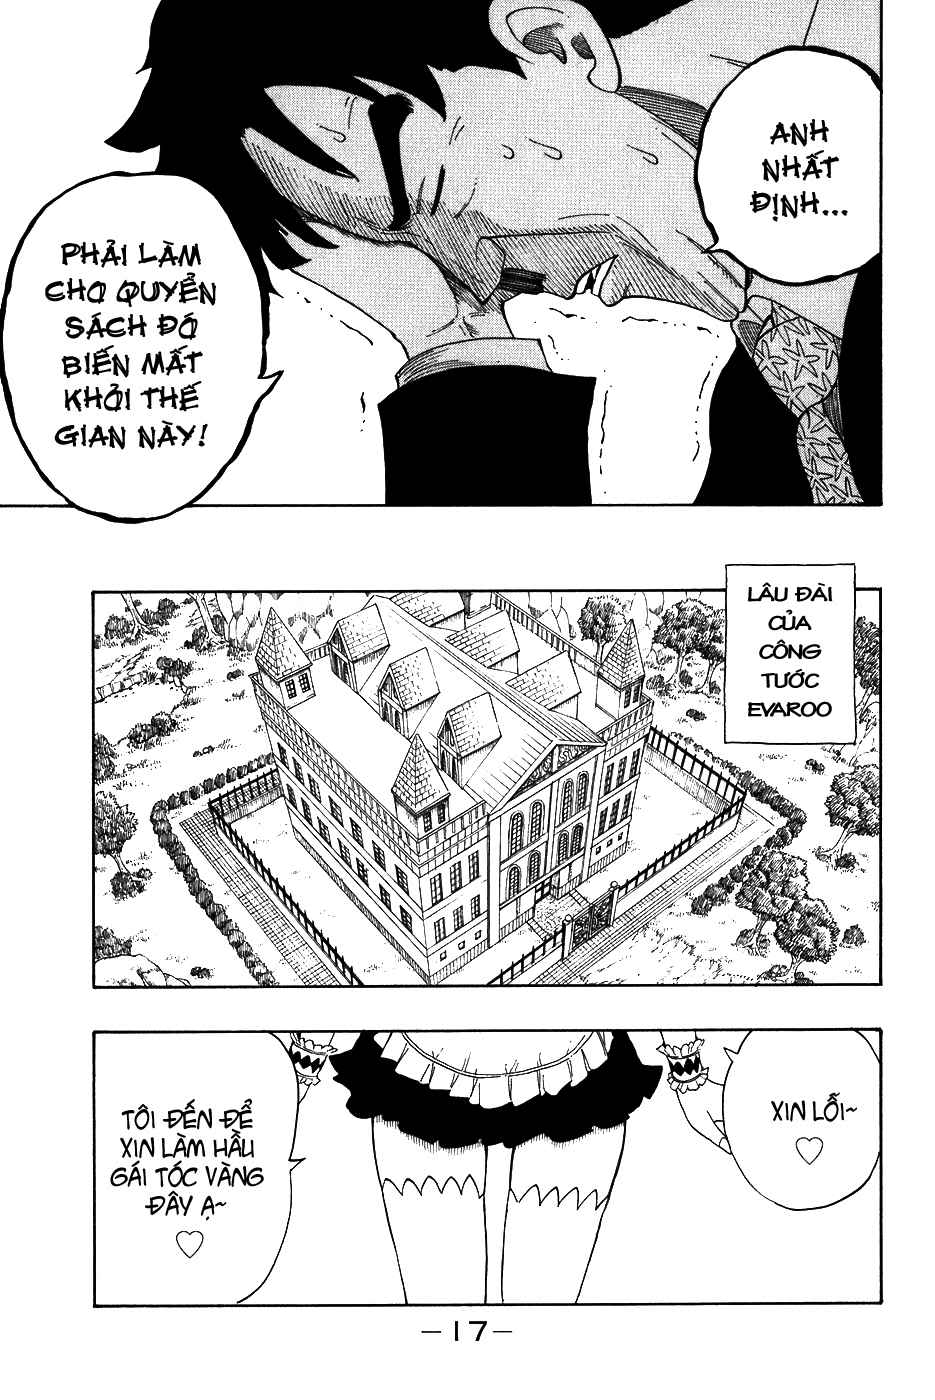 ANH
NHẤT
ĐỊNH...
PHẢI LÀM
CHO QUYỂN
SÁCH ĐÓ
BIẾN MẤT
KHỎI THẾ
GIAN NÀY!
LÂU ĐÀI
CỦA
CÔNG
TƯỚC
EVAROO
XIN LỖI~
♡
TÔI ĐẾN ĐỂ
XIN LÀM HẦU
GÁI TÓC VÀNG
ĐÂY Ạ~
♡
-17-